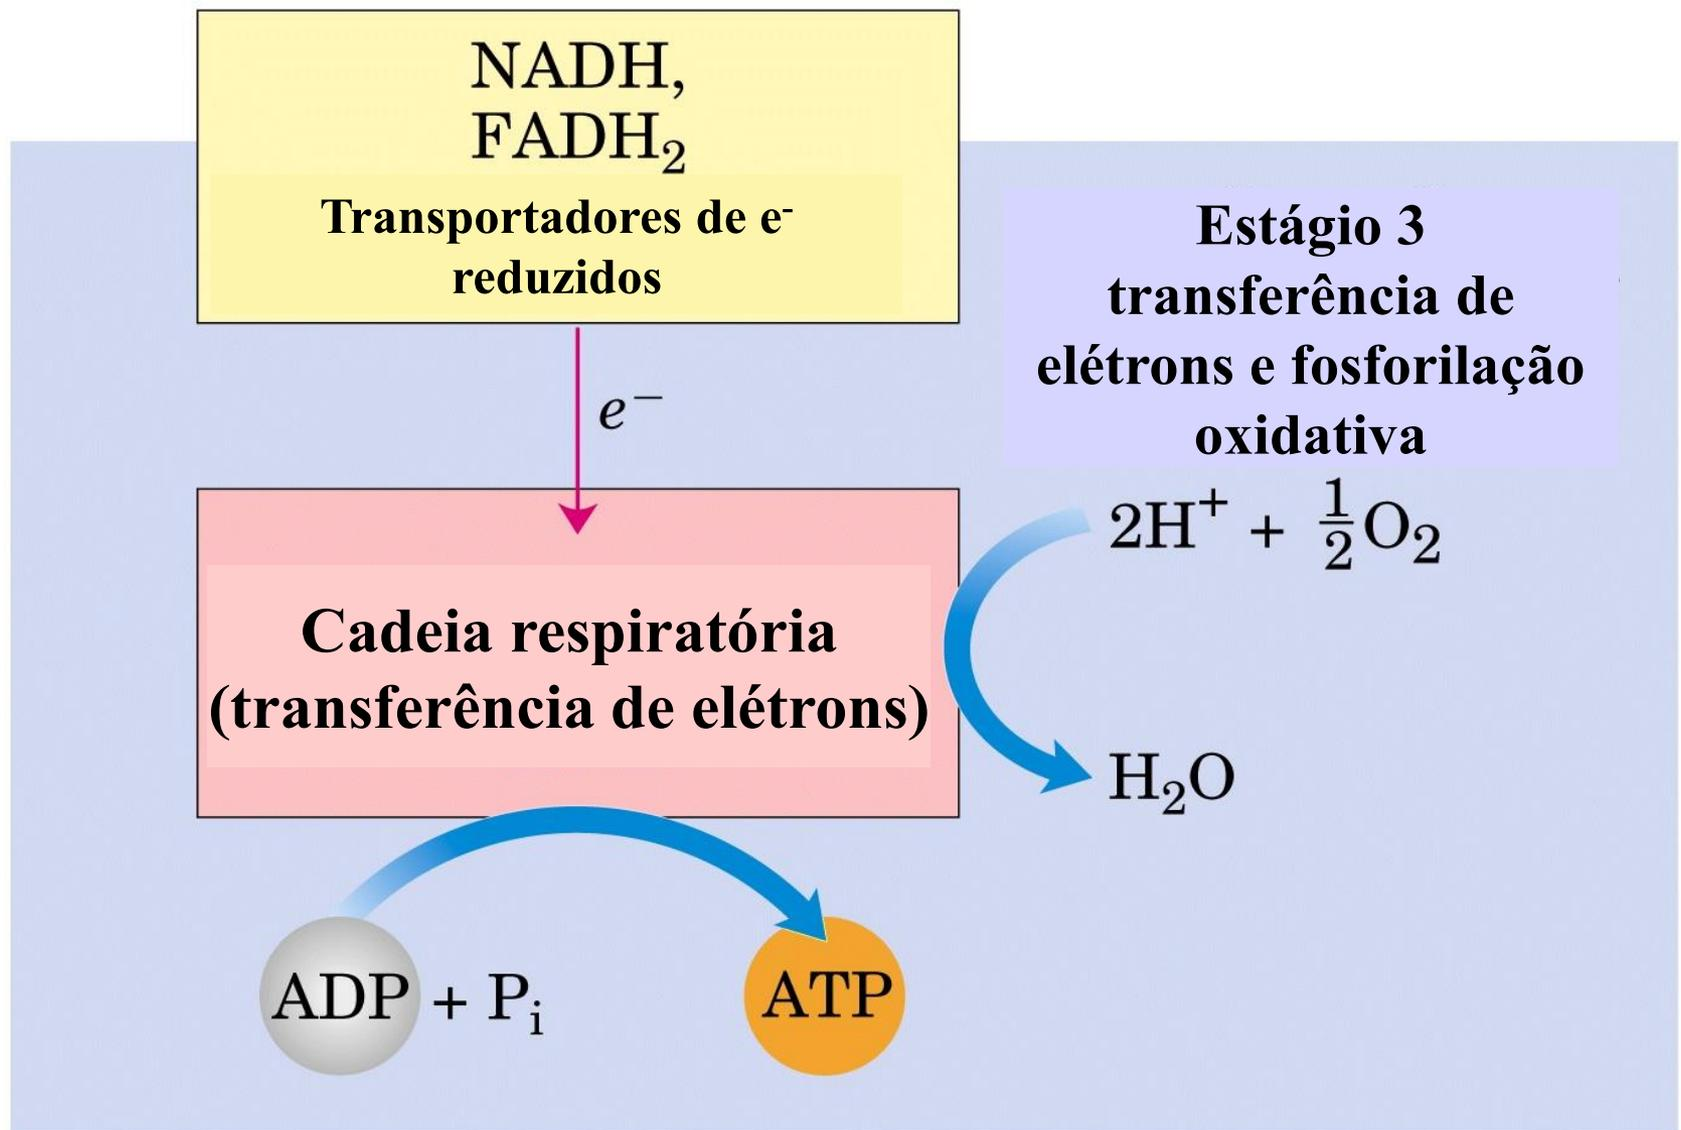 NADH,
FADH₂
Transportadores de e⁻
reduzidos
Estágio 3
transferência de
elétrons e fosforilação
oxidativa
e⁻
2H⁺ + ½O₂
Cadeia respiratória
(transferência de elétrons)
H₂O
ADP + Pᵢ
ATP